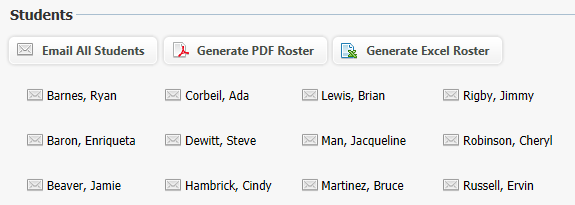 Students
Email All Students Generate PDF Roster Generate Excel Roster
Barnes, Ryan Corbeil, Ada Lewis, Brian Rigby, Jimmy
Baron, Enriqueta Dewitt, Steve Man, Jacqueline Robinson, Cheryl
Beaver, Jamie Hambrick, Cindy Martinez, Bruce Russell, Ervin